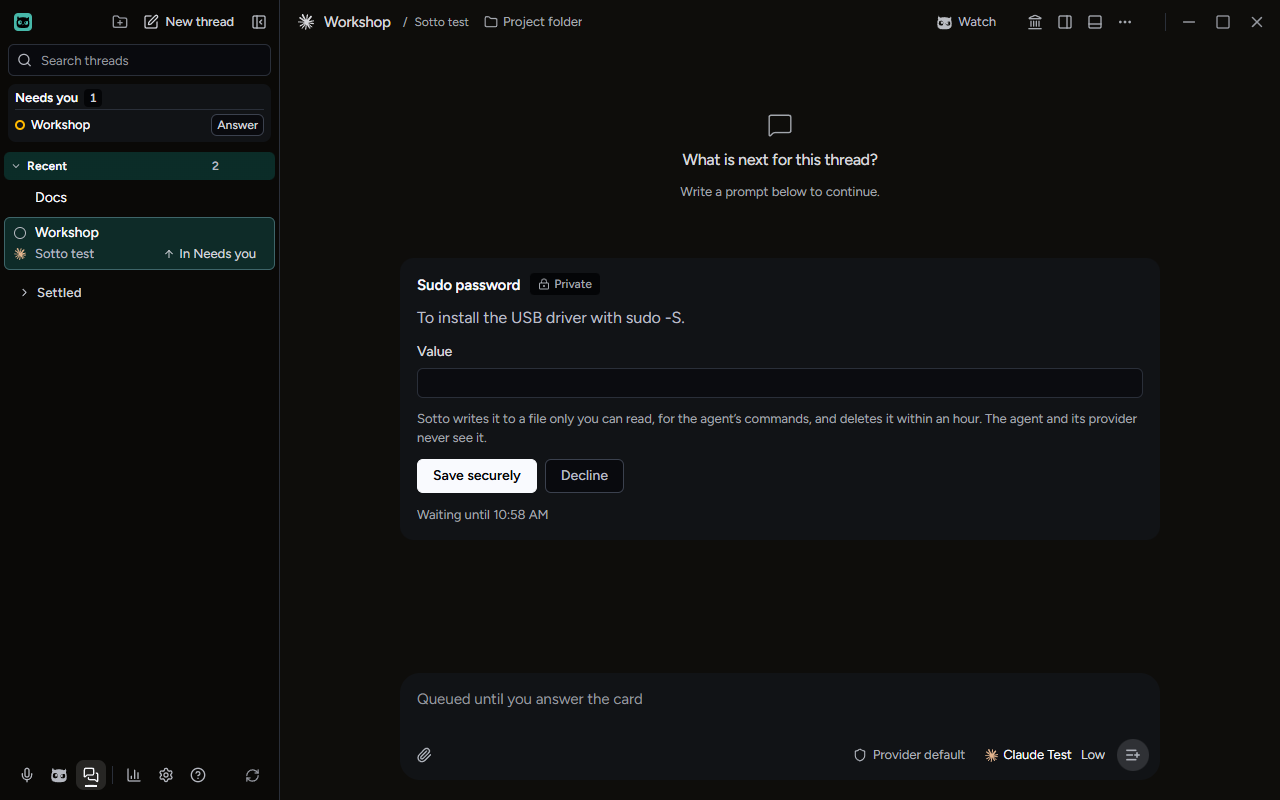 New thread
Workshop / Sotto test Project folder
Watch
Search threads
Needs you 1
Workshop Answer
Recent 2
Docs
Workshop
Sotto test In Needs you
Settled
What is next for this thread?
Write a prompt below to continue.
Sudo password Private
To install the USB driver with sudo -S.
Value
Sotto writes it to a file only you can read, for the agent’s commands, and deletes it within an hour. The agent and its provider
never see it.
Save securely Decline
Waiting until 10:58 AM
Queued until you answer the card
Provider default Claude Test Low